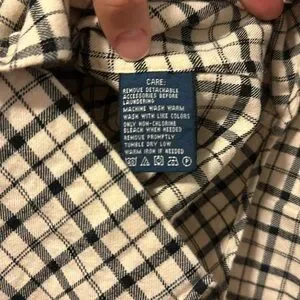 CARE:
REMOVE DETACHABLE
ACCESSORIES BEFORE
LAUNDERING
MACHINE WASH WARM
WASH WITH LIKE COLORS
ONLY NON-CHLORINE
BLEACH WHEN NEEDED
REMOVE PROMPTLY
TUMBLE DRY LOW
WARM IRON IF NEEDED